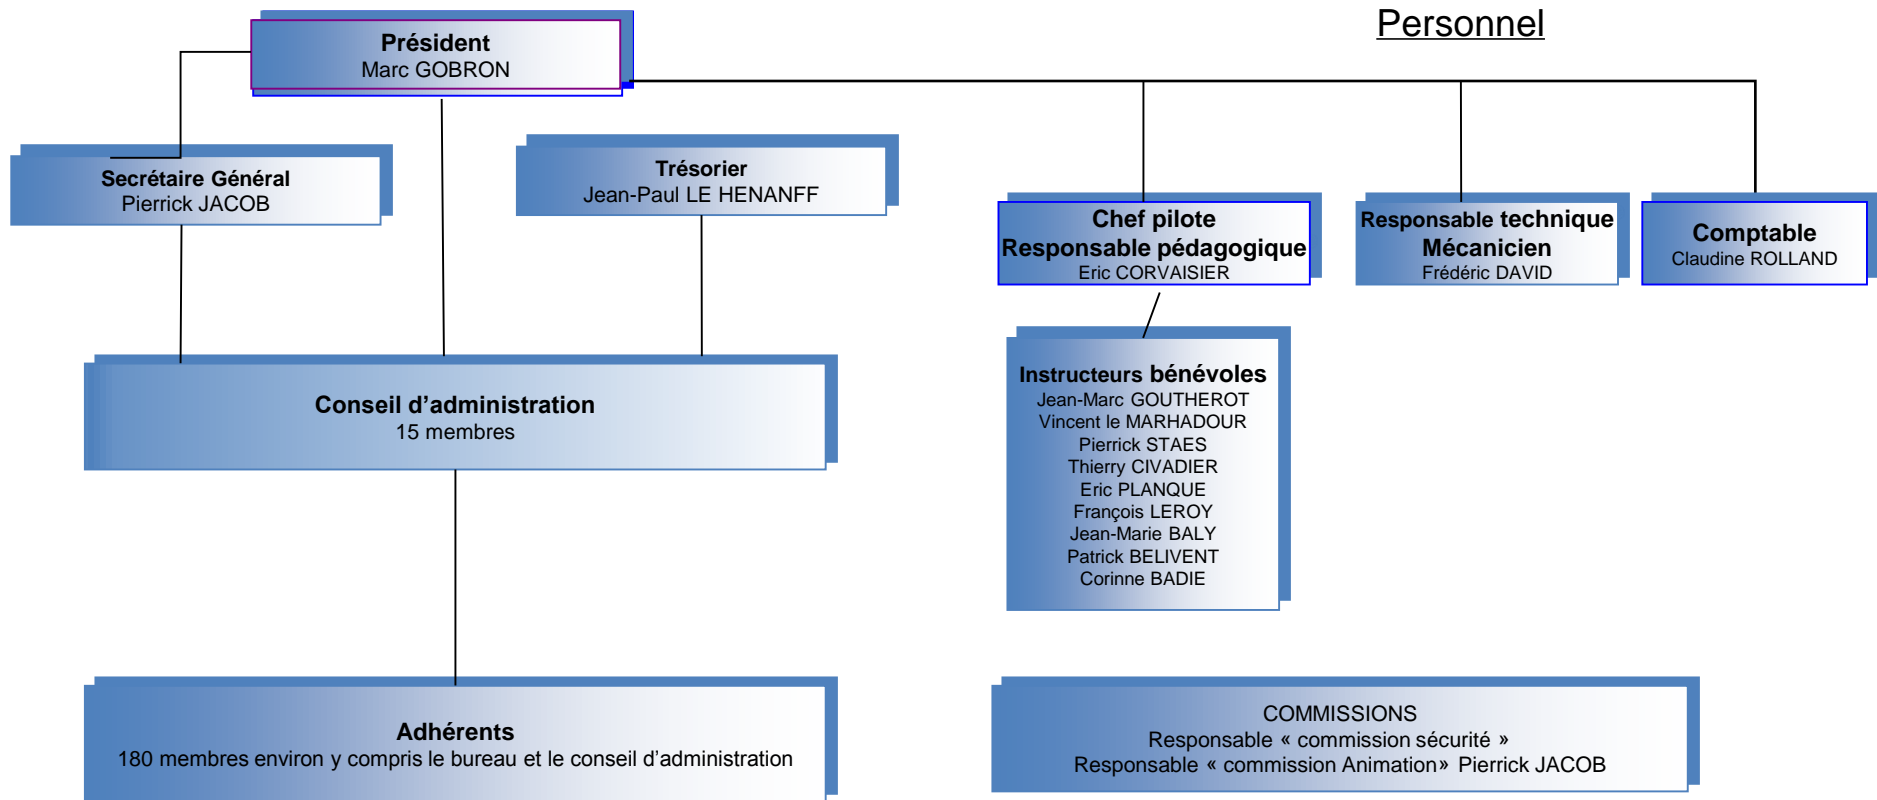 Personnel
Président
Marc GOBRON
Secrétaire Général
Pierrick JACOB
Trésorier
Jean-Paul LE HENANFF
Chef pilote
Responsable pédagogique
Eric CORVAISIER
Responsable technique
Mécanicien
Frédéric DAVID
Comptable
Claudine ROLLAND
Conseil d’administration
15 membres
Instructeurs bénévoles
Jean-Marc GOUTHEROT
Vincent le MARHADOUR
Pierrick STAES
Thierry CIVADIER
Eric PLANQUE
François LEROY
Jean-Marie BALY
Patrick BELIVENT
Corinne BADIE
Adhérents
180 membres environ y compris le bureau et le conseil d’administration
COMMISSIONS
Responsable « commission sécurité »
Responsable « commission Animation» Pierrick JACOB